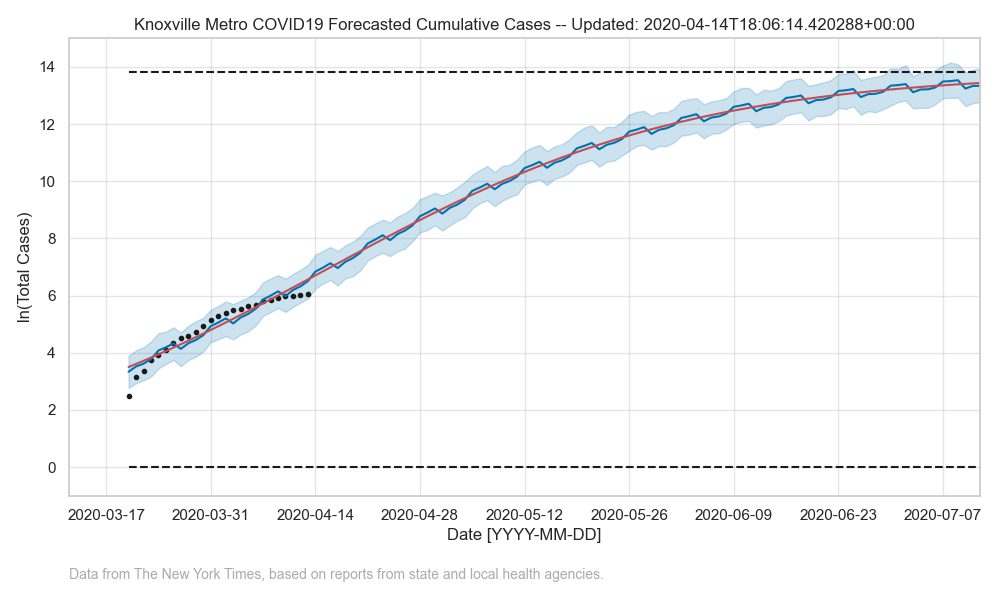 Knoxville Metro COVID19 Forecasted Cumulative Cases -- Updated: 2020-04-14T18:06:14.420288+00:00
14
12
10
8
6
4
2
0
ln(Total Cases)
2020-03-17 2020-03-31 2020-04-14 2020-04-28 2020-05-12 2020-05-26 2020-06-09 2020-06-23 2020-07-07
Date [YYYY-MM-DD]
Data from The New York Times, based on reports from state and local health agencies.